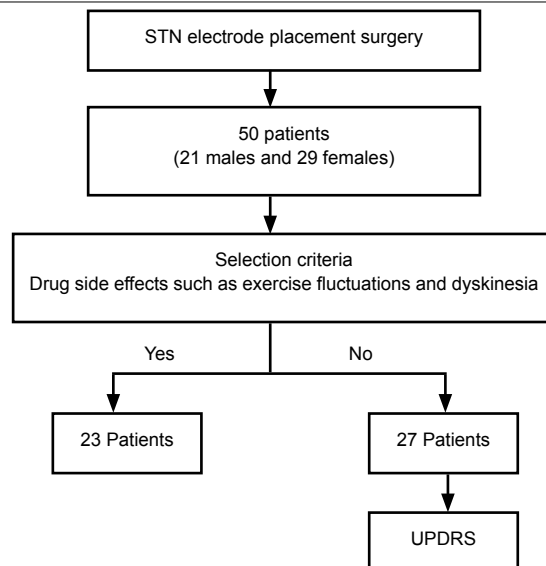 STN electrode placement surgery
50 patients
(21 males and 29 females)
Selection criteria
Drug side effects such as exercise fluctuations and dyskinesia
Yes
No
23 Patients
27 Patients
UPDRS